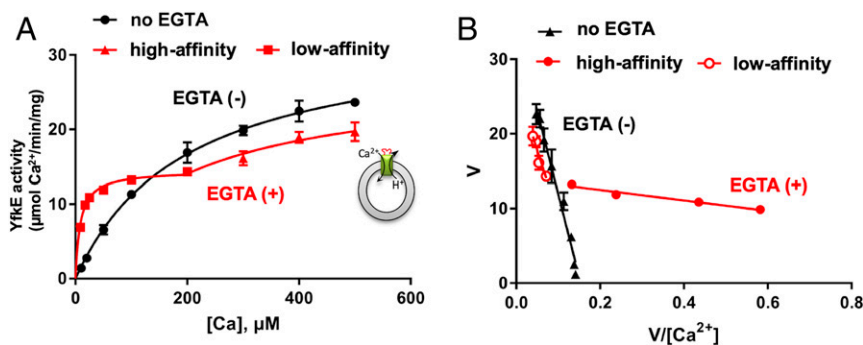 A
no EGTA
high-affinity low-affinity
YfkE activity
(µmol Ca²⁺/min/mg)
30
20
10
0
EGTA (-)
EGTA (+)
Ca²⁺
H⁺
0 200 400 600
[Ca], µM
B
no EGTA
high-affinity low-affinity
V
30
20
10
0
EGTA (-)
EGTA (+)
0.0 0.2 0.4 0.6 0.8
V/[Ca²⁺]